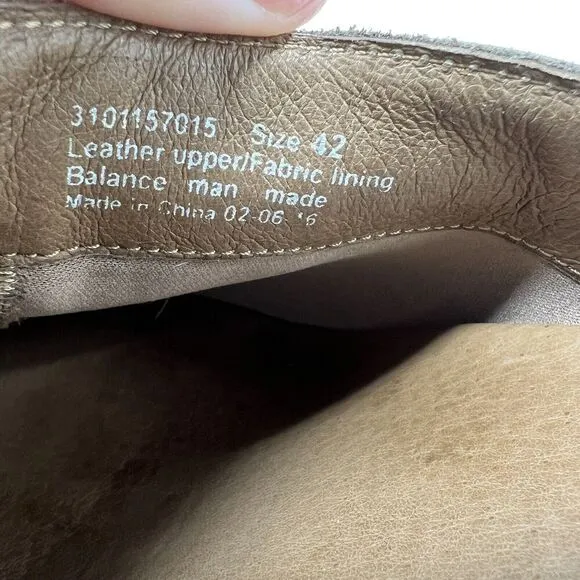 3101157015 Size 42
Leather upper/Fabric lining
Balance man made
Made in China 02-06-16